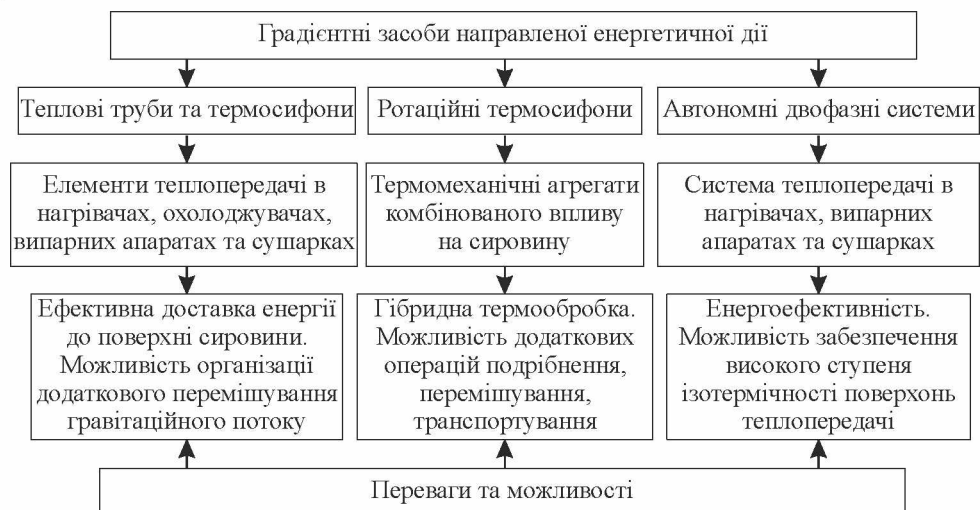 Градієнтні засоби направленої енергетичної дії
Теплові труби та термосифони
Ротаційні термосифони
Автономні двофазні системи
Елементи теплопередачі в
нагрівачах, охолоджувачах,
випарних апаратах та сушарках
Термомеханічні агрегати
комбінованого впливу
на сировину
Система теплопередачі в
нагрівачах, випарних
апаратах та сушарках
Ефективна доставка енергії
до поверхні сировини.
Можливість організації
додаткового перемішування
гравітаційного потоку
Гібридна термообробка.
Можливість додаткових
операцій подрібнення,
перемішування,
транспортування
Енергоефективність.
Можливість забезпечення
високого ступеня
ізотермічності поверхонь
теплопередачі
Переваги та можливості